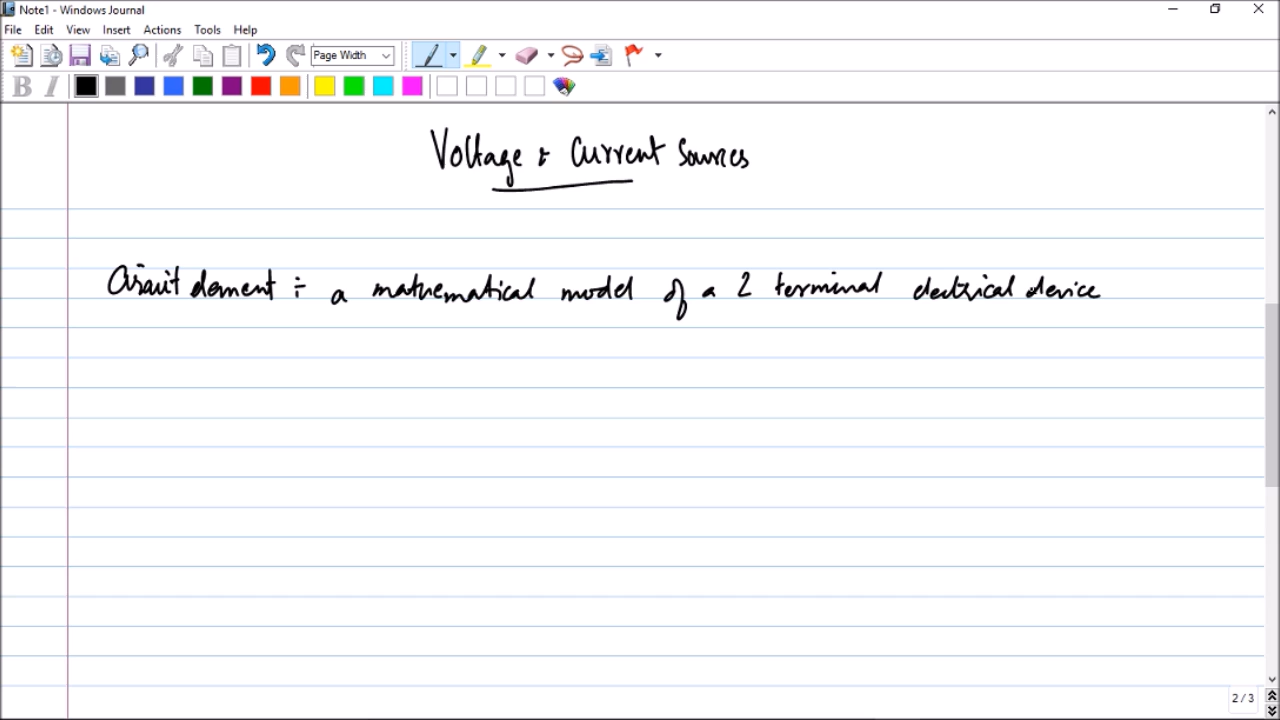 Note1 - Windows Journal
File Edit View Insert Actions Tools Help
Page Width
B I
Voltage & Current Sources
Circuit element :- a mathematical model of a 2 terminal electrical device
2 / 3